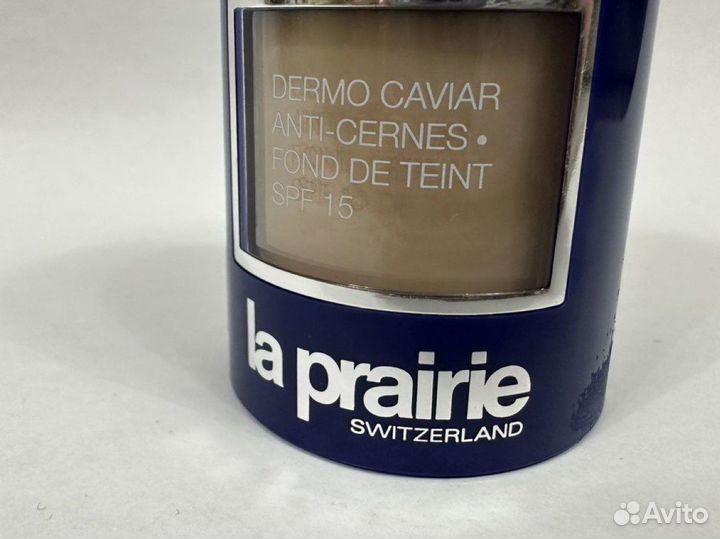 DERMO CAVIAR
ANTI-CERNES •
FOND DE TEINT
SPF 15
la prairie
SWITZERLAND
Avito